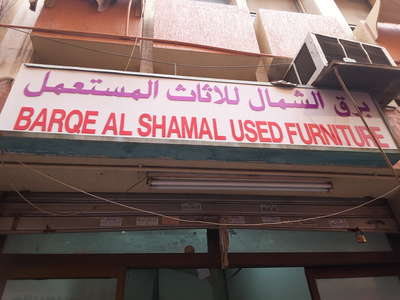 برق الشمال للاثاث المستعمل
BARQE AL SHAMAL USED FURNITURE